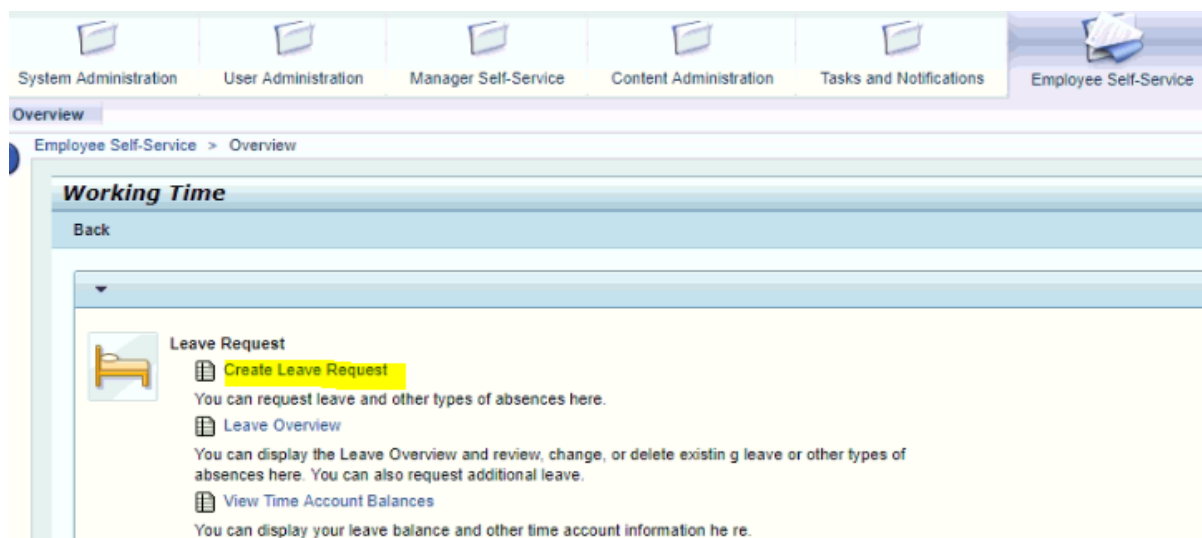 System Administration User Administration Manager Self-Service Content Administration Tasks and Notifications Employee Self-Service
Overview
Employee Self-Service > Overview
Working Time
Back
Leave Request
Create Leave Request
You can request leave and other types of absences here.
Leave Overview
You can display the Leave Overview and review, change, or delete existin g leave or other types of
absences here. You can also request additional leave.
View Time Account Balances
You can display your leave balance and other time account information he re.